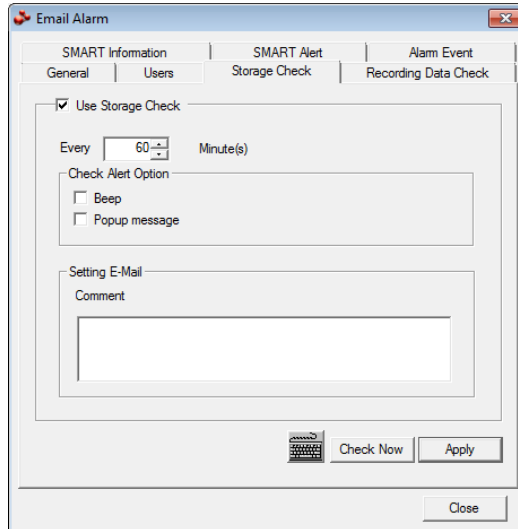 Email Alarm
SMART Information SMART Alert Alarm Event
General Users Storage Check Recording Data Check
Use Storage Check
Every 60 Minute(s)
Check Alert Option
Beep
Popup message
Setting E-Mail
Comment
Check Now Apply
Close